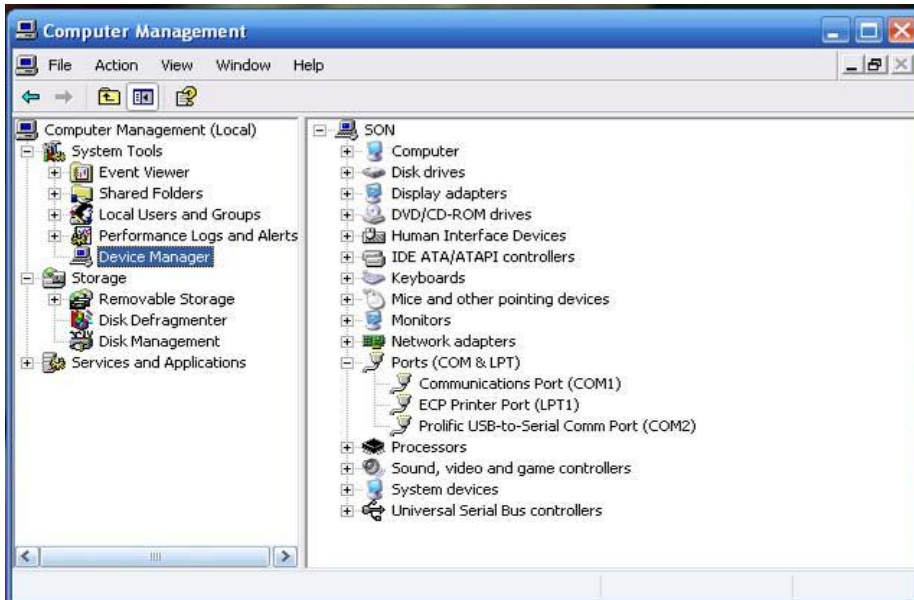 Computer Management
File Action View Window Help
Computer Management (Local)
System Tools
Event Viewer
Shared Folders
Local Users and Groups
Performance Logs and Alerts
Device Manager
Storage
Removable Storage
Disk Defragmenter
Disk Management
Services and Applications
SON
Computer
Disk drives
Display adapters
DVD/CD-ROM drives
Human Interface Devices
IDE ATA/ATAPI controllers
Keyboards
Mice and other pointing devices
Monitors
Network adapters
Ports (COM & LPT)
Communications Port (COM1)
ECP Printer Port (LPT1)
Prolific USB-to-Serial Comm Port (COM2)
Processors
Sound, video and game controllers
System devices
Universal Serial Bus controllers